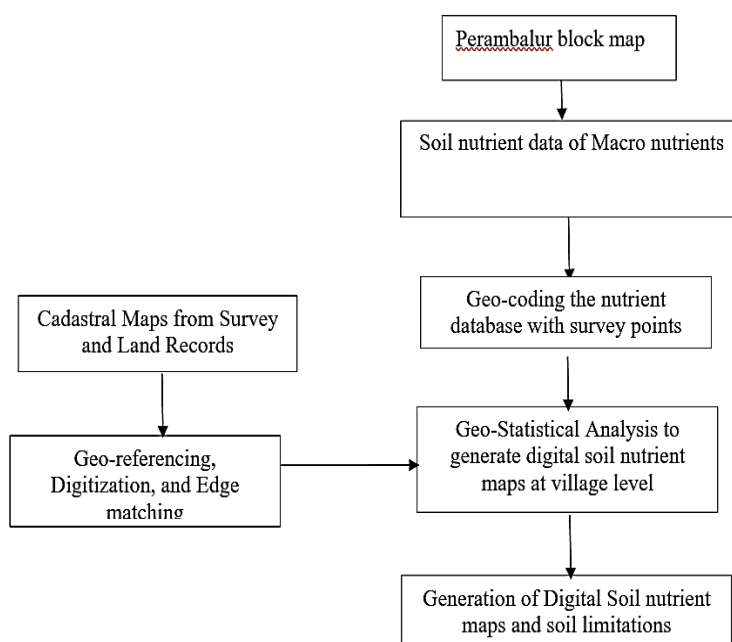 Perambalur block map
Soil nutrient data of Macro nutrients
Geo-coding the nutrient
database with survey points
Cadastral Maps from Survey
and Land Records
Geo-referencing,
Digitization, and Edge
matching
Geo-Statistical Analysis to
generate digital soil nutrient
maps at village level
Generation of Digital Soil nutrient
maps and soil limitations